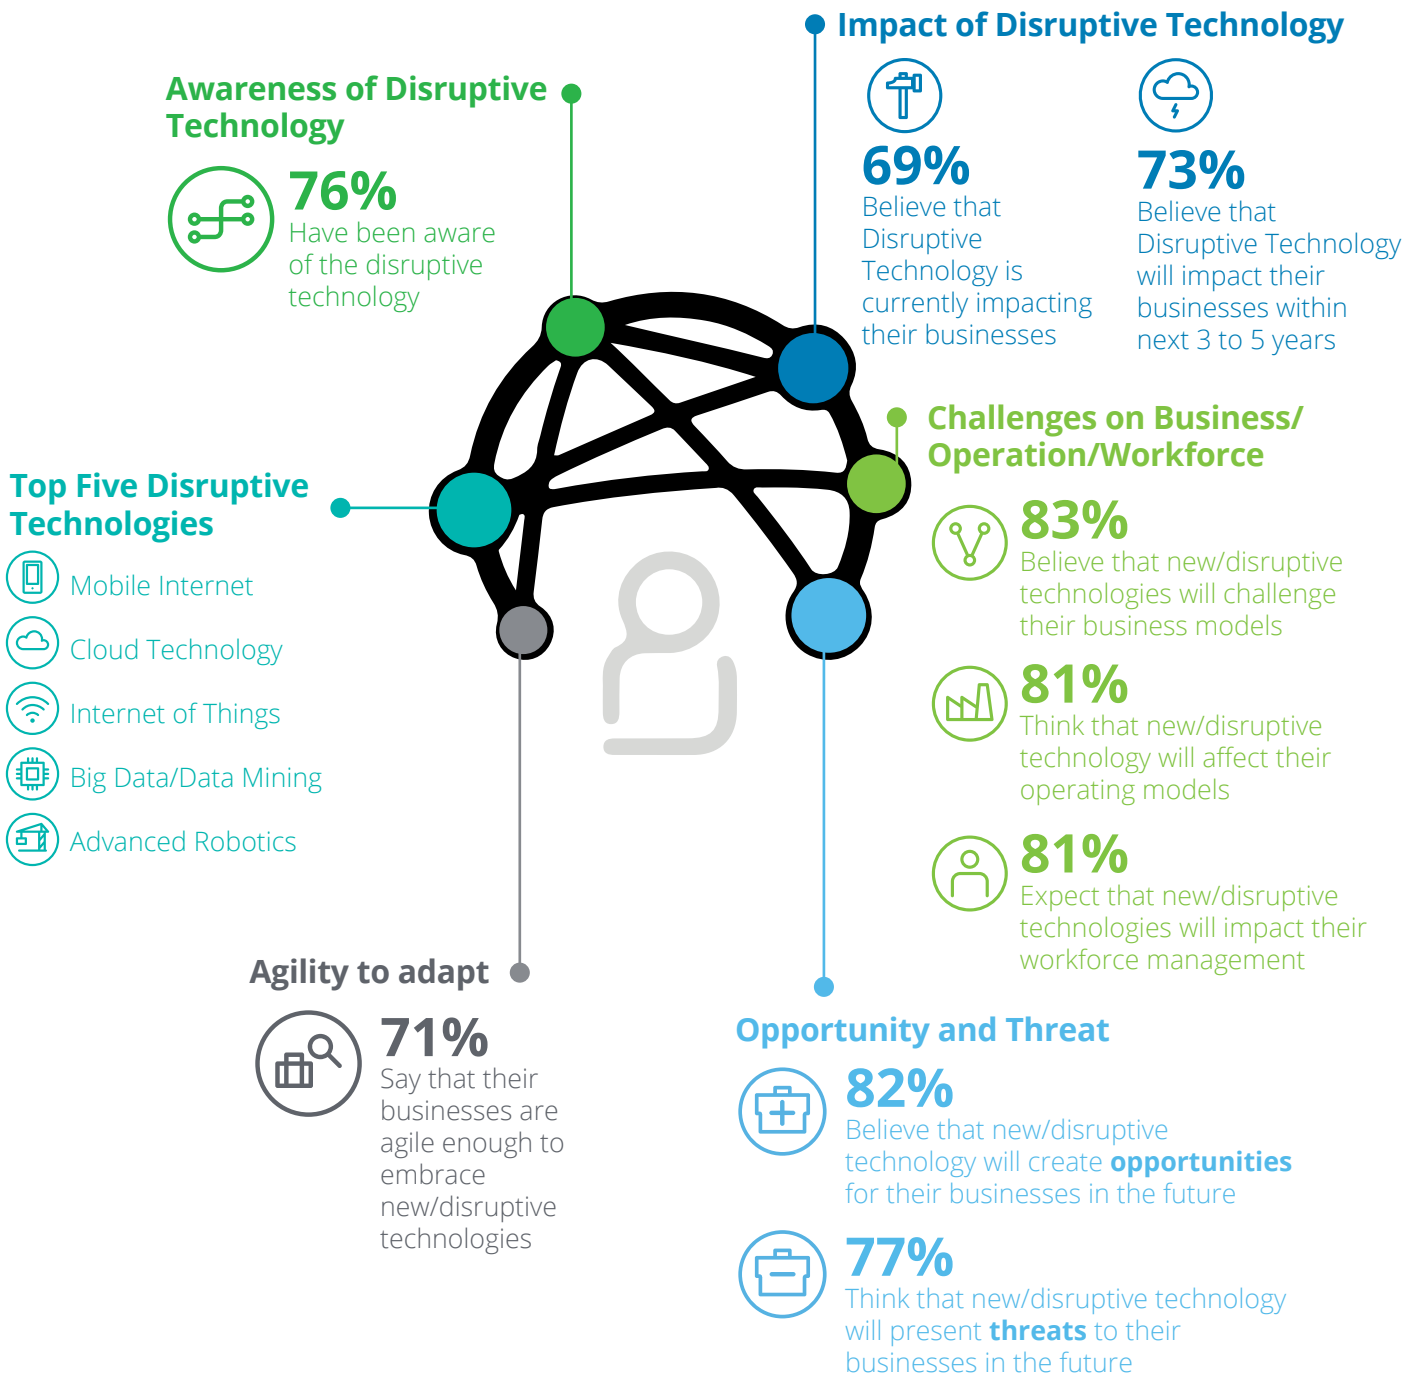 Impact of Disruptive Technology
69%
Believe that
Disruptive
Technology is
currently impacting
their businesses
73%
Believe that
Disruptive Technology
will impact their
businesses within
next 3 to 5 years
Awareness of Disruptive
Technology
76%
Have been aware
of the disruptive
technology
Challenges on Business/
Operation/Workforce
83%
Believe that new/disruptive
technologies will challenge
their business models
81%
Think that new/disruptive
technology will affect their
operating models
81%
Expect that new/disruptive
technologies will impact their
workforce management
Top Five Disruptive
Technologies
Mobile Internet
Cloud Technology
Internet of Things
Big Data/Data Mining
Advanced Robotics
Agility to adapt
71%
Say that their
businesses are
agile enough to
embrace
new/disruptive
technologies
Opportunity and Threat
82%
Believe that new/disruptive
technology will create opportunities
for their businesses in the future
77%
Think that new/disruptive technology
will present threats to their
businesses in the future